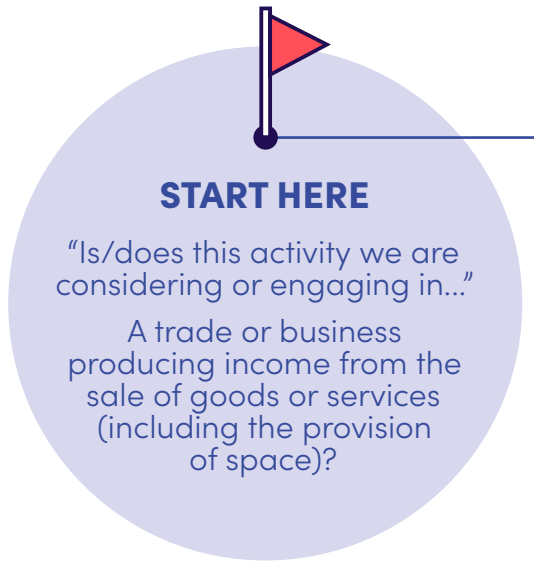 START HERE
“Is/does this activity we are
considering or engaging in...”
A trade or business
producing income from the
sale of goods or services
(including the provision
of space)?